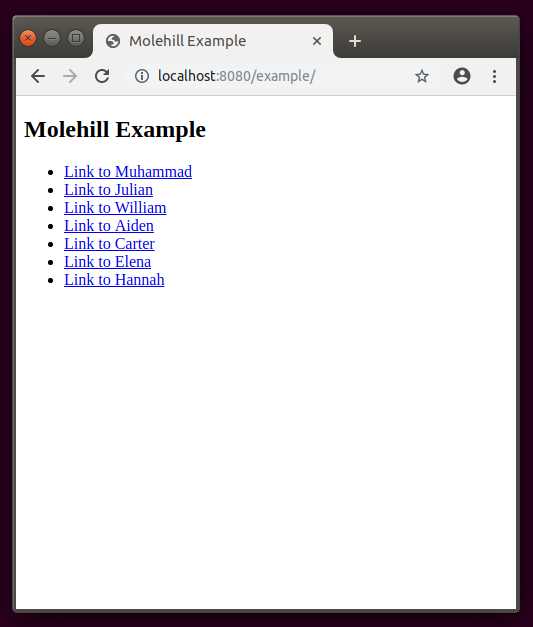 Molehill Example
localhost:8080/example/
Molehill Example
Link to Muhammad
Link to Julian
Link to William
Link to Aiden
Link to Carter
Link to Elena
Link to Hannah